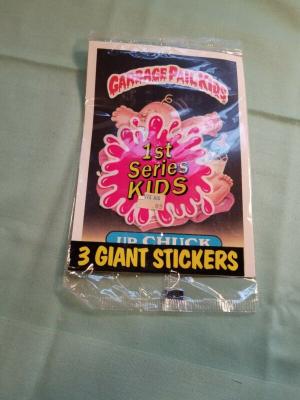 GARBAGE PAIL KIDS
1st
Series
KIDS
UP CHUCK
3 GIANT STICKERS